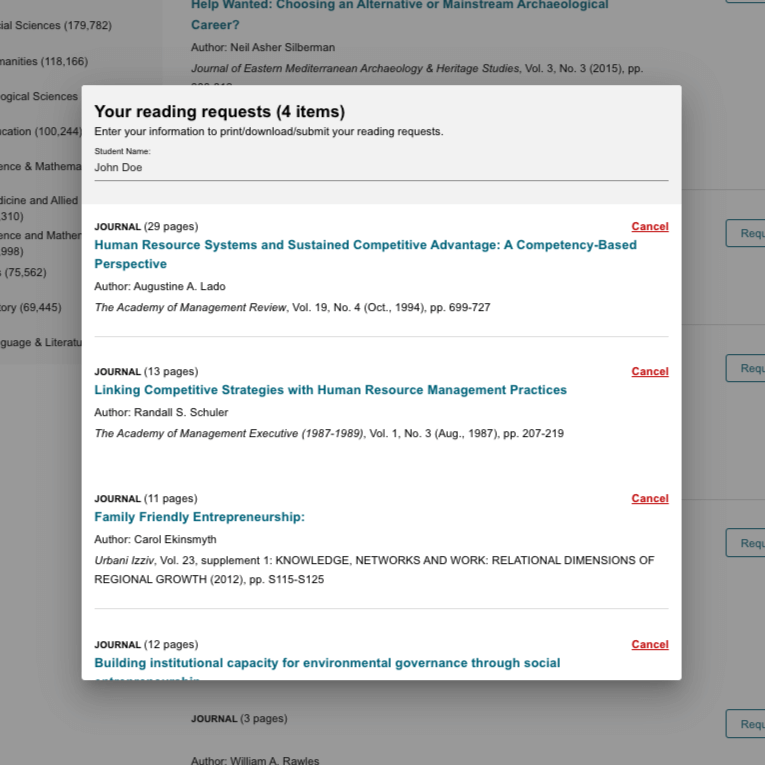 Help Wanted: Choosing an Alternative or Mainstream Archaeological
Career?
Author: Neil Asher Silberman
Journal of Eastern Mediterranean Archaeology & Heritage Studies, Vol. 3, No. 3 (2015), pp.
cial Sciences (179,782)
manities (118,166)
ogical Sciences
cation (100,244)
ence & Mathema
dicine and Allied
,310)
ence and Mather
,998)
s (75,562)
tory (69,445)
guage & Literatu
Your reading requests (4 items)
Enter your information to print/download/submit your reading requests.
Student Name:
John Doe
JOURNAL (29 pages)
Cancel
Human Resource Systems and Sustained Competitive Advantage: A Competency-Based
Perspective
Author: Augustine A. Lado
The Academy of Management Review, Vol. 19, No. 4 (Oct., 1994), pp. 699-727
JOURNAL (13 pages)
Cancel
Linking Competitive Strategies with Human Resource Management Practices
Author: Randall S. Schuler
The Academy of Management Executive (1987-1989), Vol. 1, No. 3 (Aug., 1987), pp. 207-219
JOURNAL (11 pages)
Cancel
Family Friendly Entrepreneurship:
Author: Carol Ekinsmyth
Urbani Izziv, Vol. 23, supplement 1: KNOWLEDGE, NETWORKS AND WORK: RELATIONAL DIMENSIONS OF
REGIONAL GROWTH (2012), pp. S115-S125
JOURNAL (12 pages)
Cancel
Building institutional capacity for environmental governance through social
Requ
Requ
Requ
Requ
JOURNAL (3 pages)
Author: William A. Rawles